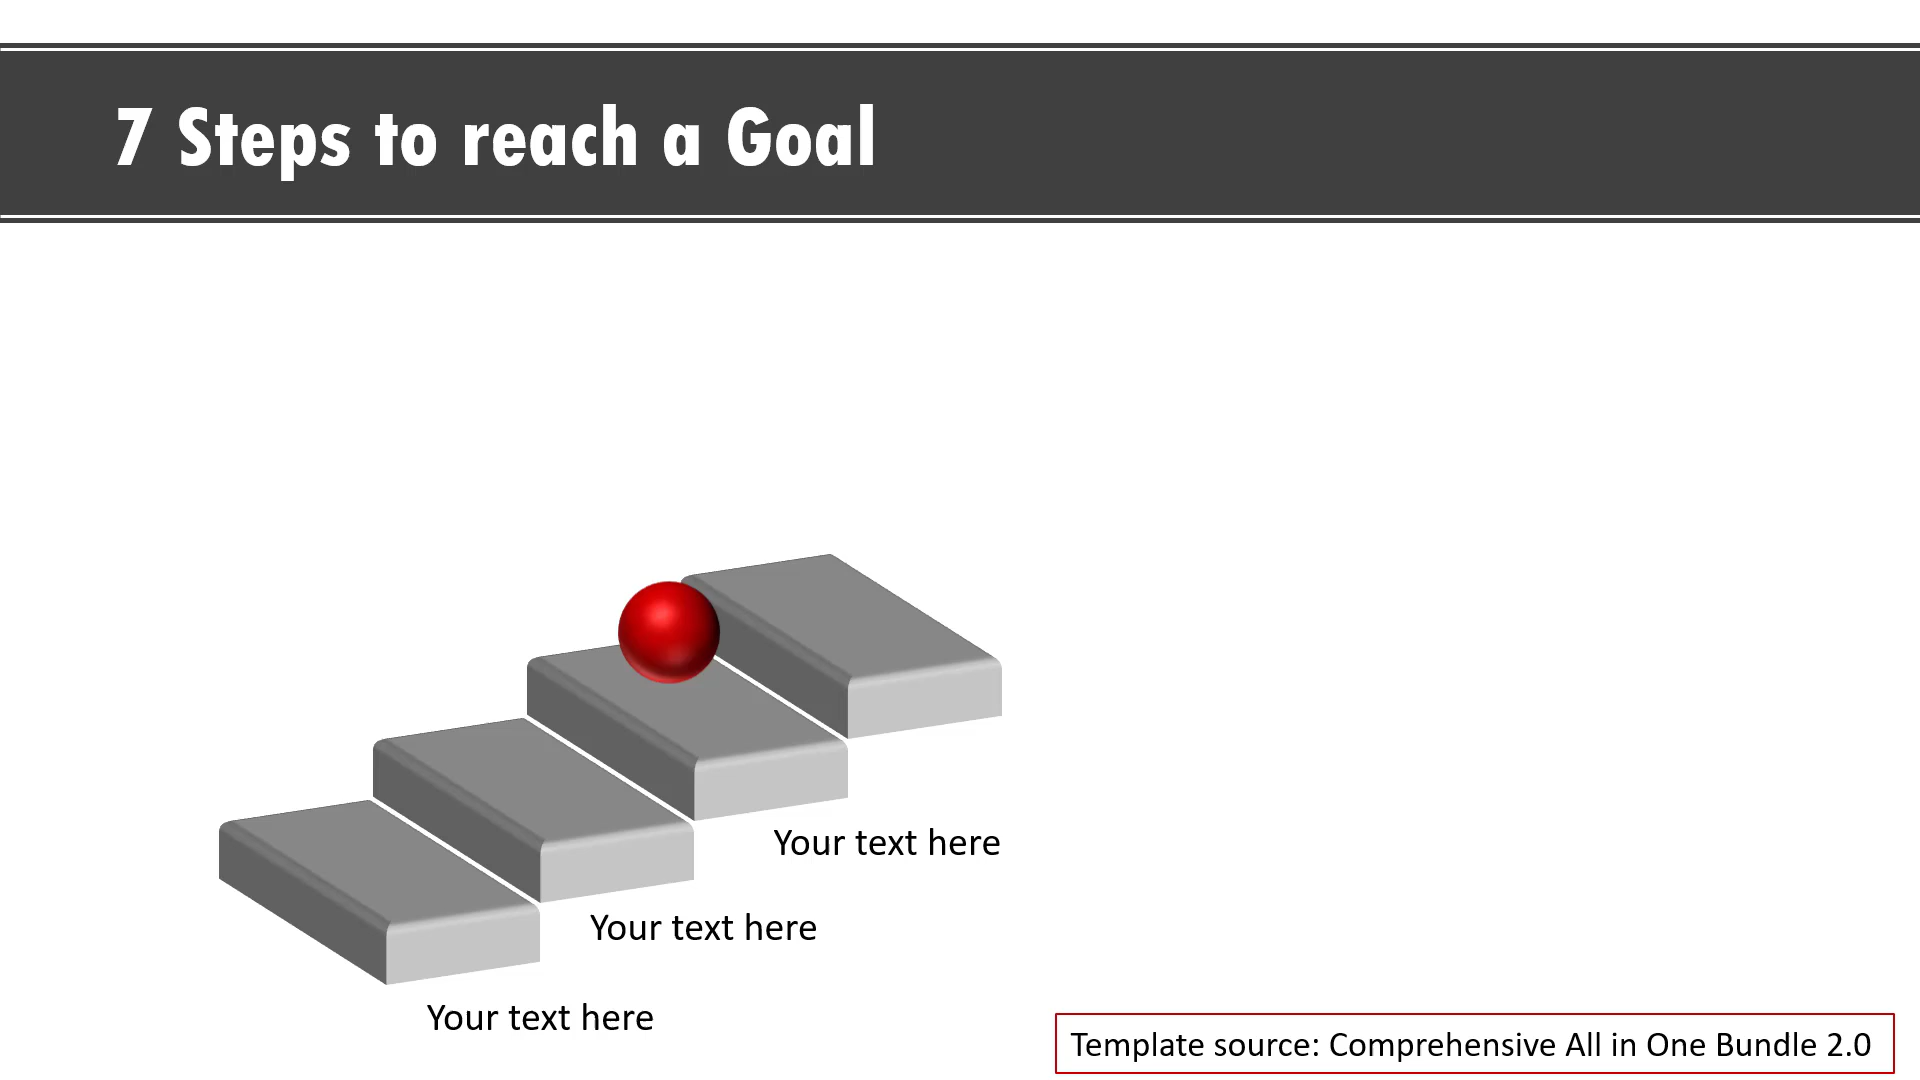 7 Steps to reach a Goal
Your text here
Your text here
Your text here
Template source: Comprehensive All in One Bundle 2.0